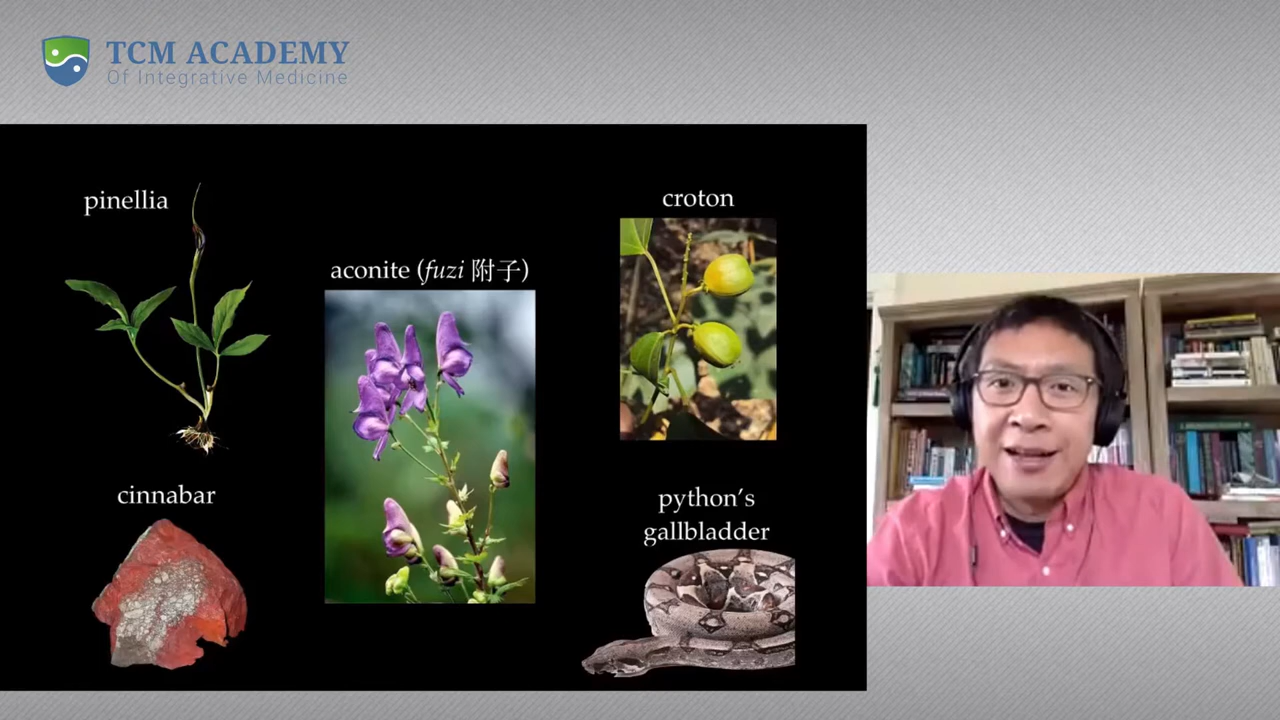 TCM ACADEMY
Of Integrative Medicine
pinellia
aconite (fuzi 附子)
croton
cinnabar
python’s
gallbladder